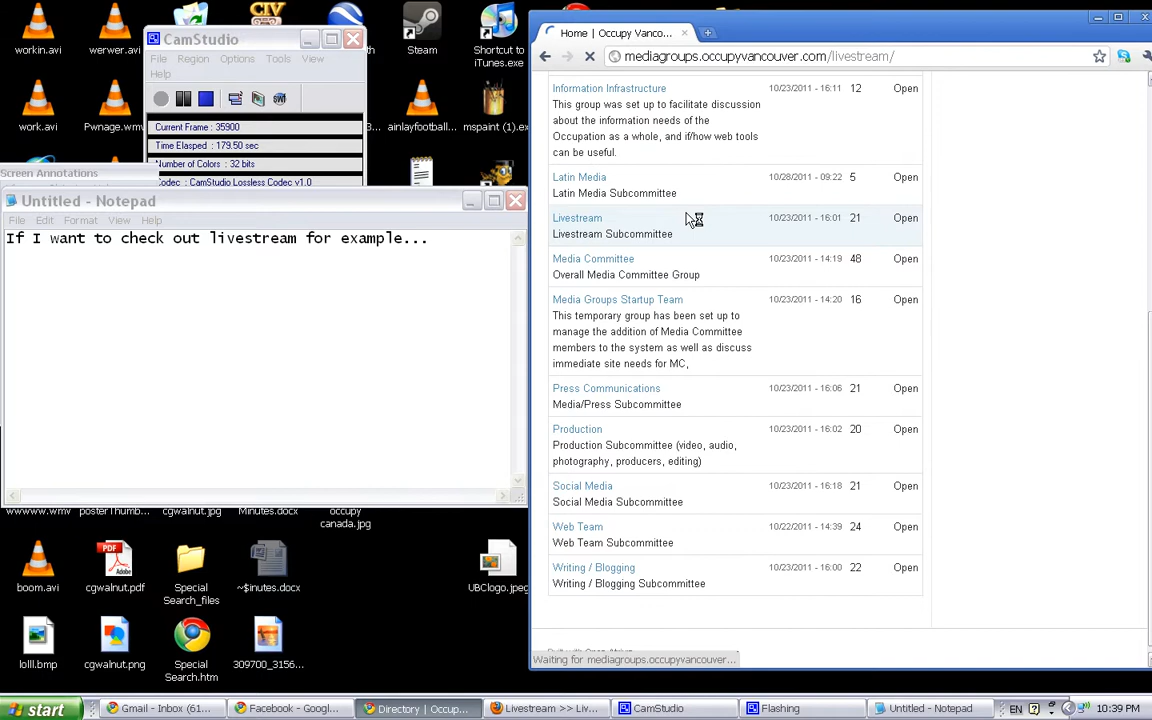 workin.avi
werwer.avi
Steam
Shortcut to
iTunes.exe
work.avi
Pwnage.wmv
ainlayfootball...
mspaint (1).ex...
CamStudio
File Region Options Tools View
Help
Current Frame : 35900
Time Elapsed : 179.50 sec
Number of Colors : 32 bits
Codec : CamStudio Lossless Codec v1.0
Screen Annotations
Untitled - Notepad
File Edit Format View Help
If I want to check out livestream for example...
wwwww.wmv
posterThumb...
cgwalnut.jpg
Minutes.docx
occupy
canada.jpg
boom.avi
cgwalnut.pdf
Special
Search_files
~$inutes.docx
UBClogo.jpeg
lolll.bmp
cgwalnut.png
Special
Search.htm
309700_3156...
Home | Occupy Vanco...
mediagroups.occupyvancouver.com/livestream/
Information Infrastructure 10/23/2011 - 16:11 12 Open
This group was set up to facilitate discussion
about the information needs of the
Occupation as a whole, and if/how web tools
can be useful.
Latin Media 10/28/2011 - 09:22 5 Open
Latin Media Subcommittee
Livestream 10/23/2011 - 16:01 21 Open
Livestream Subcommittee
Media Committee 10/23/2011 - 14:19 48 Open
Overall Media Committee Group
Media Groups Startup Team 10/23/2011 - 14:20 16 Open
This temporary group has been set up to
manage the addition of Media Committee
members to the system as well as discuss
immediate site needs for MC,
Press Communications 10/23/2011 - 16:06 21 Open
Media/Press Subcommittee
Production 10/23/2011 - 16:02 20 Open
Production Subcommittee (video, audio,
photography, producers, editing)
Social Media 10/23/2011 - 16:18 21 Open
Social Media Subcommittee
Web Team 10/22/2011 - 14:39 24 Open
Web Team Subcommittee
Writing / Blogging 10/23/2011 - 16:00 22 Open
Writing / Blogging Subcommittee
Waiting for mediagroups.occupyvancouver...
start
Gmail - Inbox (61...
Facebook - Googl...
Directory | Occup...
Livestream >> Liv...
CamStudio
Flashing
Untitled - Notepad
EN
10:39 PM